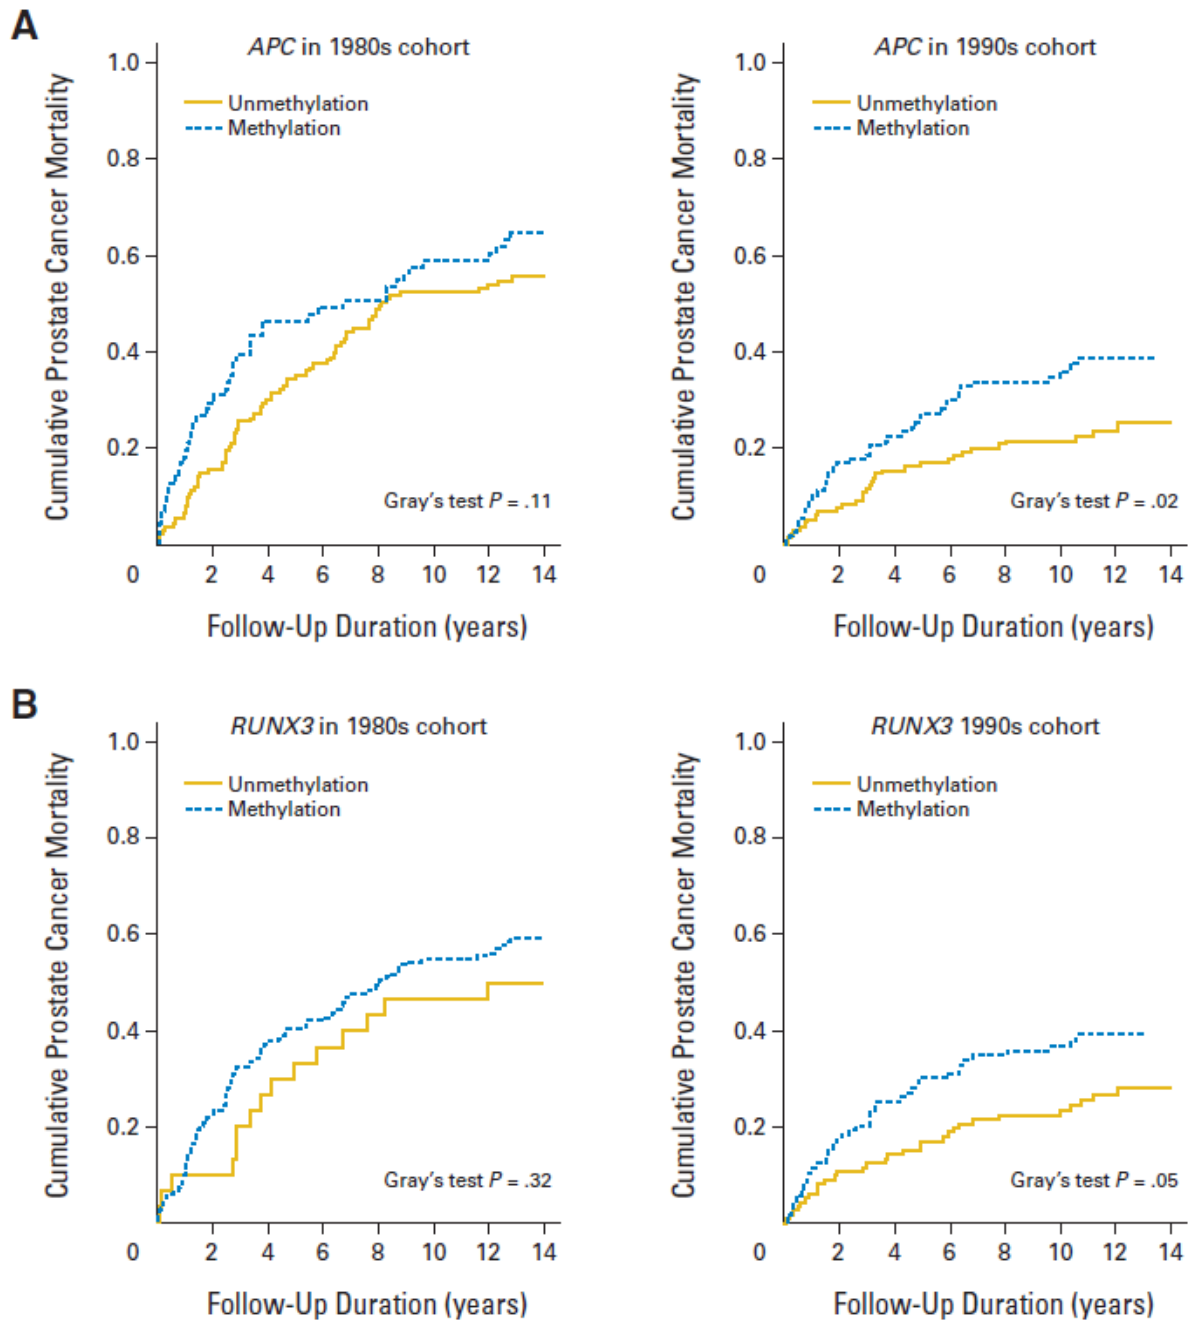 A
APC in 1980s cohort
Unmethylation
Methylation
Cumulative Prostate Cancer Mortality
1.0
0.8
0.6
0.4
0.2
Gray's test P = .11
0 2 4 6 8 10 12 14
Follow-Up Duration (years)
APC in 1990s cohort
Unmethylation
Methylation
Cumulative Prostate Cancer Mortality
1.0
0.8
0.6
0.4
0.2
Gray's test P = .02
0 2 4 6 8 10 12 14
Follow-Up Duration (years)
B
RUNX3 in 1980s cohort
Unmethylation
Methylation
Cumulative Prostate Cancer Mortality
1.0
0.8
0.6
0.4
0.2
Gray's test P = .32
0 2 4 6 8 10 12 14
Follow-Up Duration (years)
RUNX3 1990s cohort
Unmethylation
Methylation
Cumulative Prostate Cancer Mortality
1.0
0.8
0.6
0.4
0.2
Gray's test P = .05
0 2 4 6 8 10 12 14
Follow-Up Duration (years)